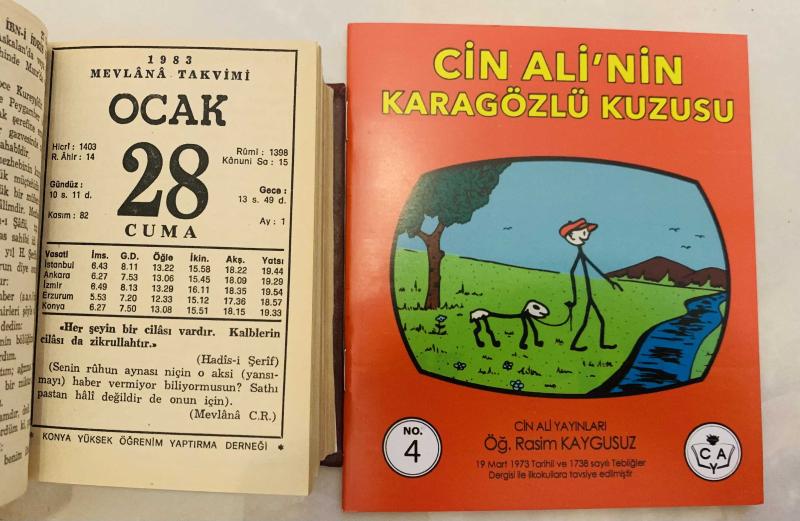 İBN-İ
Askalan'da
1983
MEVLÂNÂ TAKVİMİ
OCAK
Hicrî : 1403
R. Âhir : 14
Rûmî : 1398
Kanuni Sa : 15
28
Gündüz :
10 s. 11 d.
Gece :
13 s. 49 d.
Kasım : 82
Ay : 1
CUMA
Vasatî İms. G.D. Öğle İkin. Akş. Yatsı
İstanbul 6.43 8.11 13.22 15.58 18.22 19.44
Ankara 6.27 7.53 13.06 15.45 18.09 19.29
İzmir 6.49 8.13 13.29 16.11 18.35 19.54
Erzurum 5.53 7.20 12.33 15.12 17.36 18.57
Konya 6.27 7.50 13.08 15.51 18.15 19.33
«Her şeyin bir cilâsı vardır. Kalblerin
cilâsı da zikrullahtır.»
(Hadîs-i Şerîf)
(Senin rûhun aynası niçin o aksi (yansı-
mayı) haber vermiyor biliyormusun? Sathı
pastan hâlî değildir de onun için).
(Mevlâna C.R.)
KONYA YÜKSEK ÖĞRENİM YAPTIRMA DERNEĞİ *
CİN ALİ'NİN
KARAGÖZLÜ KUZUSU
NO.
4
CİN ALİ YAYINLARI
Öğ. Rasim KAYGUSUZ
19 Mart 1973 Tarihli ve 1738 sayılı Tebliğler
Dergisi ile ilkokullara tavsiye edilmiştir
C A
Y